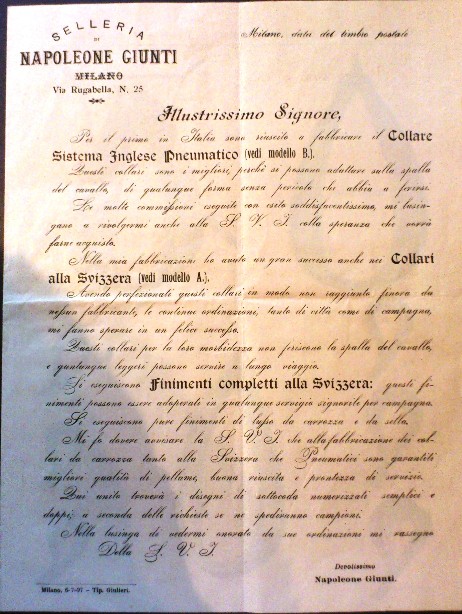 SELLERIA
DI
NAPOLEONE GIUNTI
MILANO
Via Rugabella, N. 25
Milano, data del timbro postale
Illustrissimo Signore,
Per il primo in Italia sono riuscito a fabbricare il Collare
Sistema Inglese Pneumatico (vedi modello B.)
Questi collari sono i migliori, perchè si possono adattare sulla spalla
del cavallo, di qualunque forma senza pericolo che abbia a ferirsi.
Le molte commissioni eseguite con esito soddisfacentissimo, mi lusin-
gano a rivolgermi anche alla S. V. I. colla speranza che vorrà
farne acquisto.
Nella mia fabbricazione ho avuto un gran successo anche nei Collari
alla Svizzera (vedi modello A.).
Avendo perfezionati questi collari in modo non raggiunto finora da
nessun fabbricante, le continue ordinazioni, tanto di città come di campagna,
mi fanno sperare in un felice successo.
Questi collari per la loro morbidezza non feriscono la spalla del cavallo,
e quantunque leggeri possono servire a lungo viaggio.
Si eseguiscono Finimenti completti alla Svizzera: questi fi-
nimenti possono essere adoperati in qualunque servigio signorile per campagna.
Si eseguiscono pure finimenti di lusso da carrozza e da sella.
Mi fo dovere avvisare la S. V. I. che alla fabbricazione dei col-
lari da carrozza tanto alla Svizzera che Pneumatici sono garantiti
migliori qualità di pellame, buona riuscita e prontezza di servizio.
Qui unito troverà i disegni di sottocoda numerizzati semplici e
doppi; a seconda delle richieste se ne spediranno campioni.
Nella lusinga di vedermi onorato da sue ordinazioni mi rassegno
Della S. V. I.
Devotissimo
Napoleone Giunti.
Milano, 8-7-97 - Tip. Giulieri.